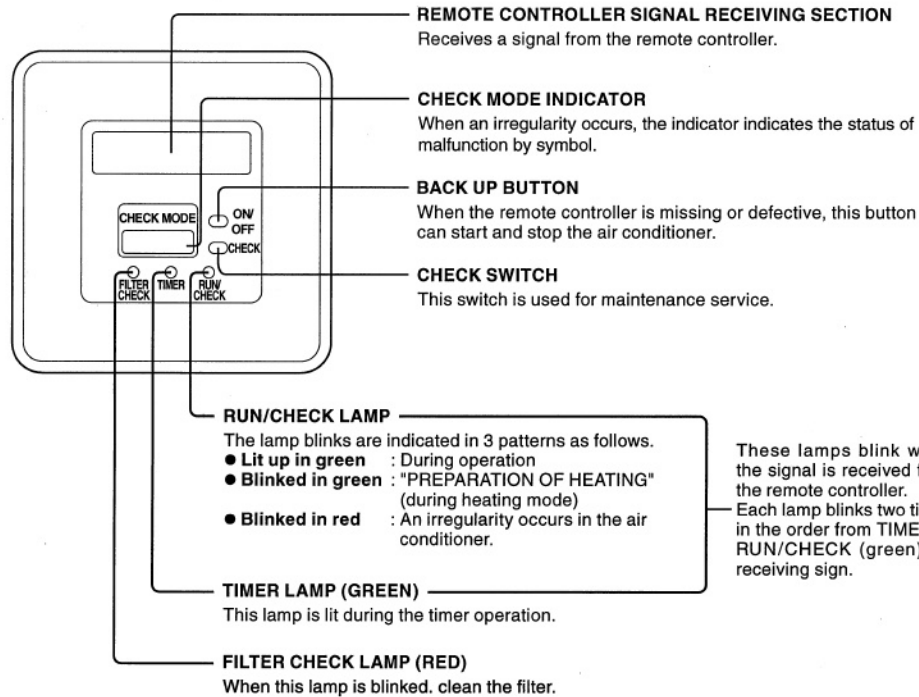 REMOTE CONTROLLER SIGNAL RECEIVING SECTION
Receives a signal from the remote controller.
CHECK MODE INDICATOR
When an irregularity occurs, the indicator indicates the status of
malfunction by symbol.
BACK UP BUTTON
When the remote controller is missing or defective, this button
can start and stop the air conditioner.
CHECK SWITCH
This switch is used for maintenance service.
CHECK MODE
ON/
OFF
CHECK
FILTER
CHECK
TIMER
RUN/
CHECK
RUN/CHECK LAMP
The lamp blinks are indicated in 3 patterns as follows.
● Lit up in green : During operation
● Blinked in green : "PREPARATION OF HEATING"
(during heating mode)
● Blinked in red : An irregularity occurs in the air
conditioner.
These lamps blink w
the signal is received
the remote controller.
Each lamp blinks two ti
in the order from TIME
RUN/CHECK (green)
receiving sign.
TIMER LAMP (GREEN)
This lamp is lit during the timer operation.
FILTER CHECK LAMP (RED)
When this lamp is blinked. clean the filter.